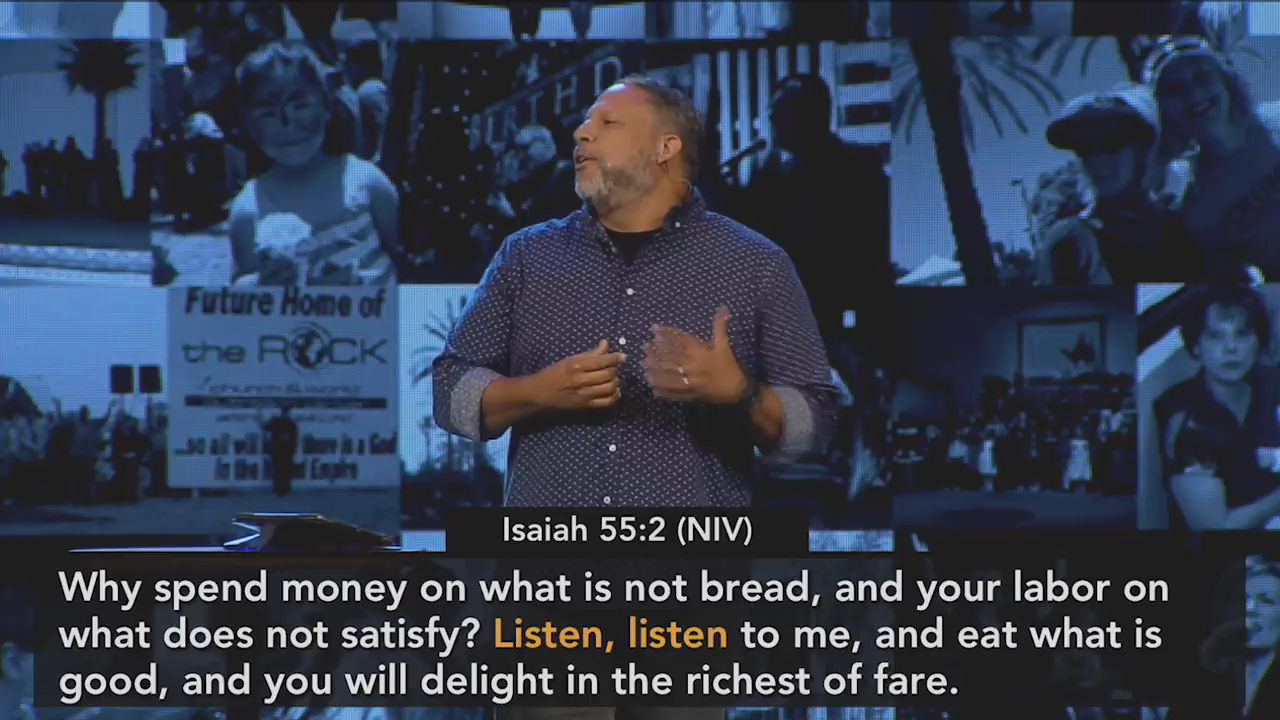 Future Home of
the ROCK
church & world
Isaiah 55:2 (NIV)
Why spend money on what is not bread, and your labor on
what does not satisfy? Listen, listen to me, and eat what is
good, and you will delight in the richest of fare.